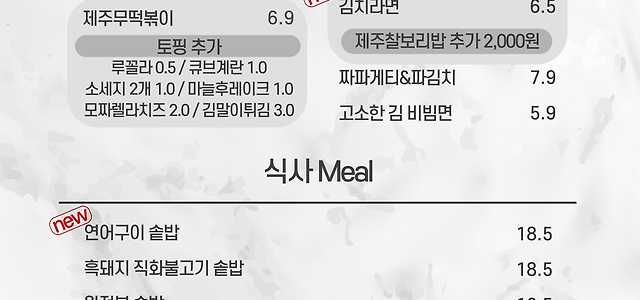 제주무떡볶이 6.9
토핑 추가
루꼴라 0.5 / 큐브계란 1.0
소세지 2개 1.0 / 마늘후레이크 1.0
모짜렐라치즈 2.0 / 김말이튀김 3.0
김치라면 6.5
제주찰보리밥 추가 2,000원
짜파게티&파김치 7.9
고소한 김 비빔면 5.9
식사 Meal
new
연어구이 솥밥 18.5
흑돼지 직화불고기 솥밥 18.5